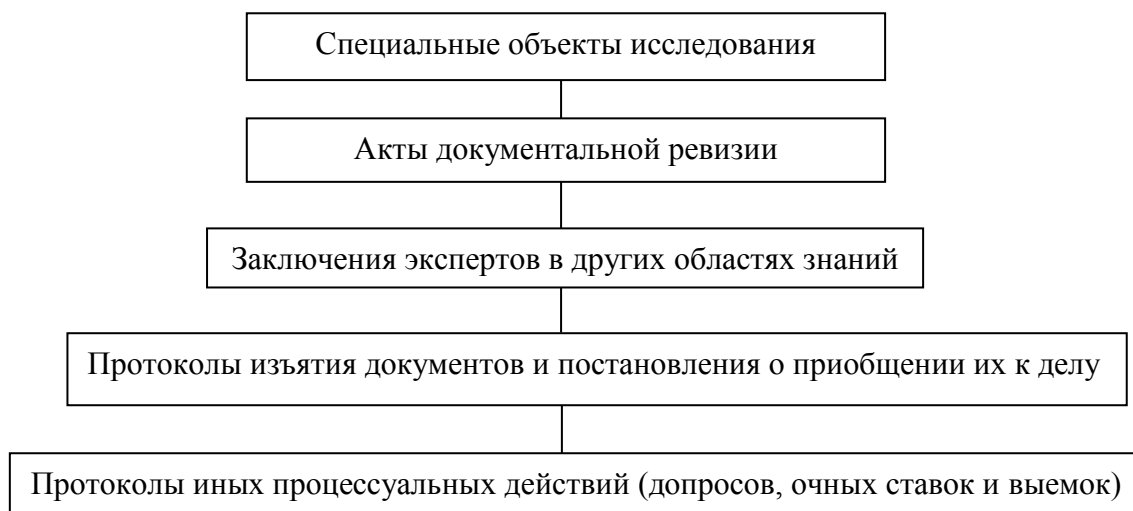 Специальные объекты исследования
Акты документальной ревизии
Заключения экспертов в других областях знаний
Протоколы изъятия документов и постановления о приобщении их к делу
Протоколы иных процессуальных действий (допросов, очных ставок и выемок)